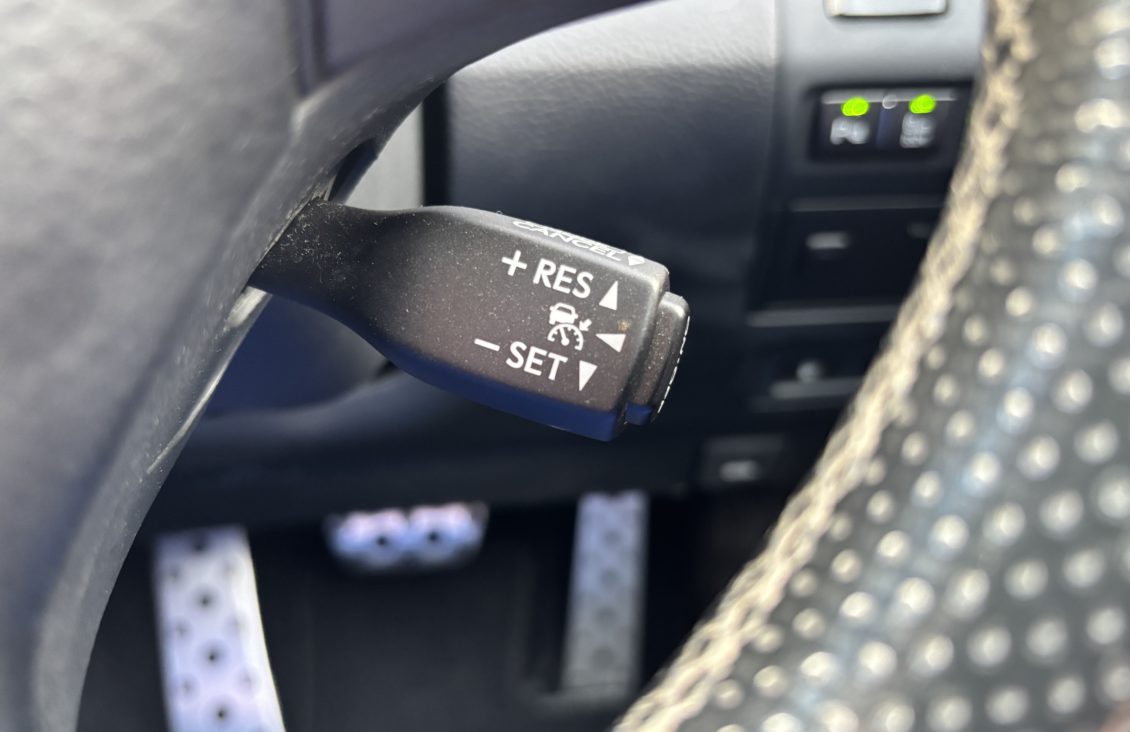 CANCEL
+ RES
− SET